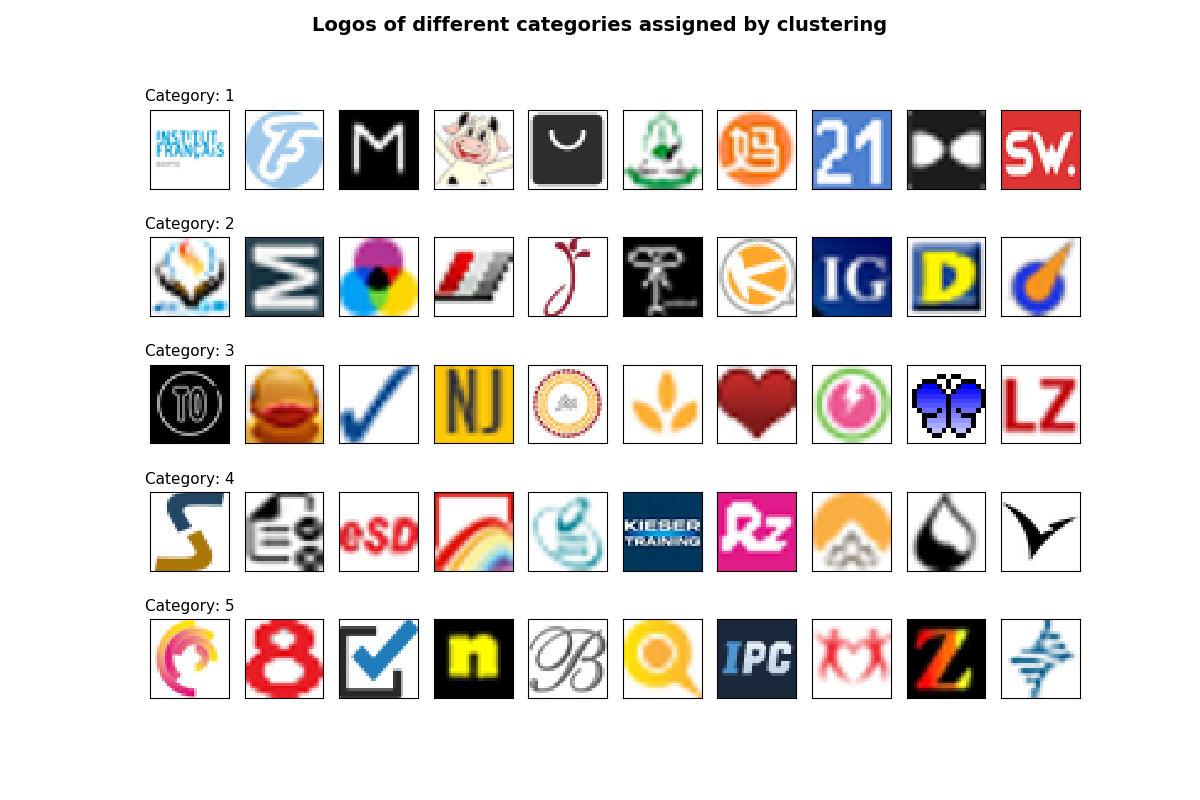 Logos of different categories assigned by clustering
Category: 1
INSTITUT
FRANÇAIS
M
妈
21
SW.
Category: 2
IG
D
Category: 3
TO
NJ
LZ
Category: 4
S
eSD
KIESER
TRAINING
Rz
Category: 5
8
n
B
IPC
Z